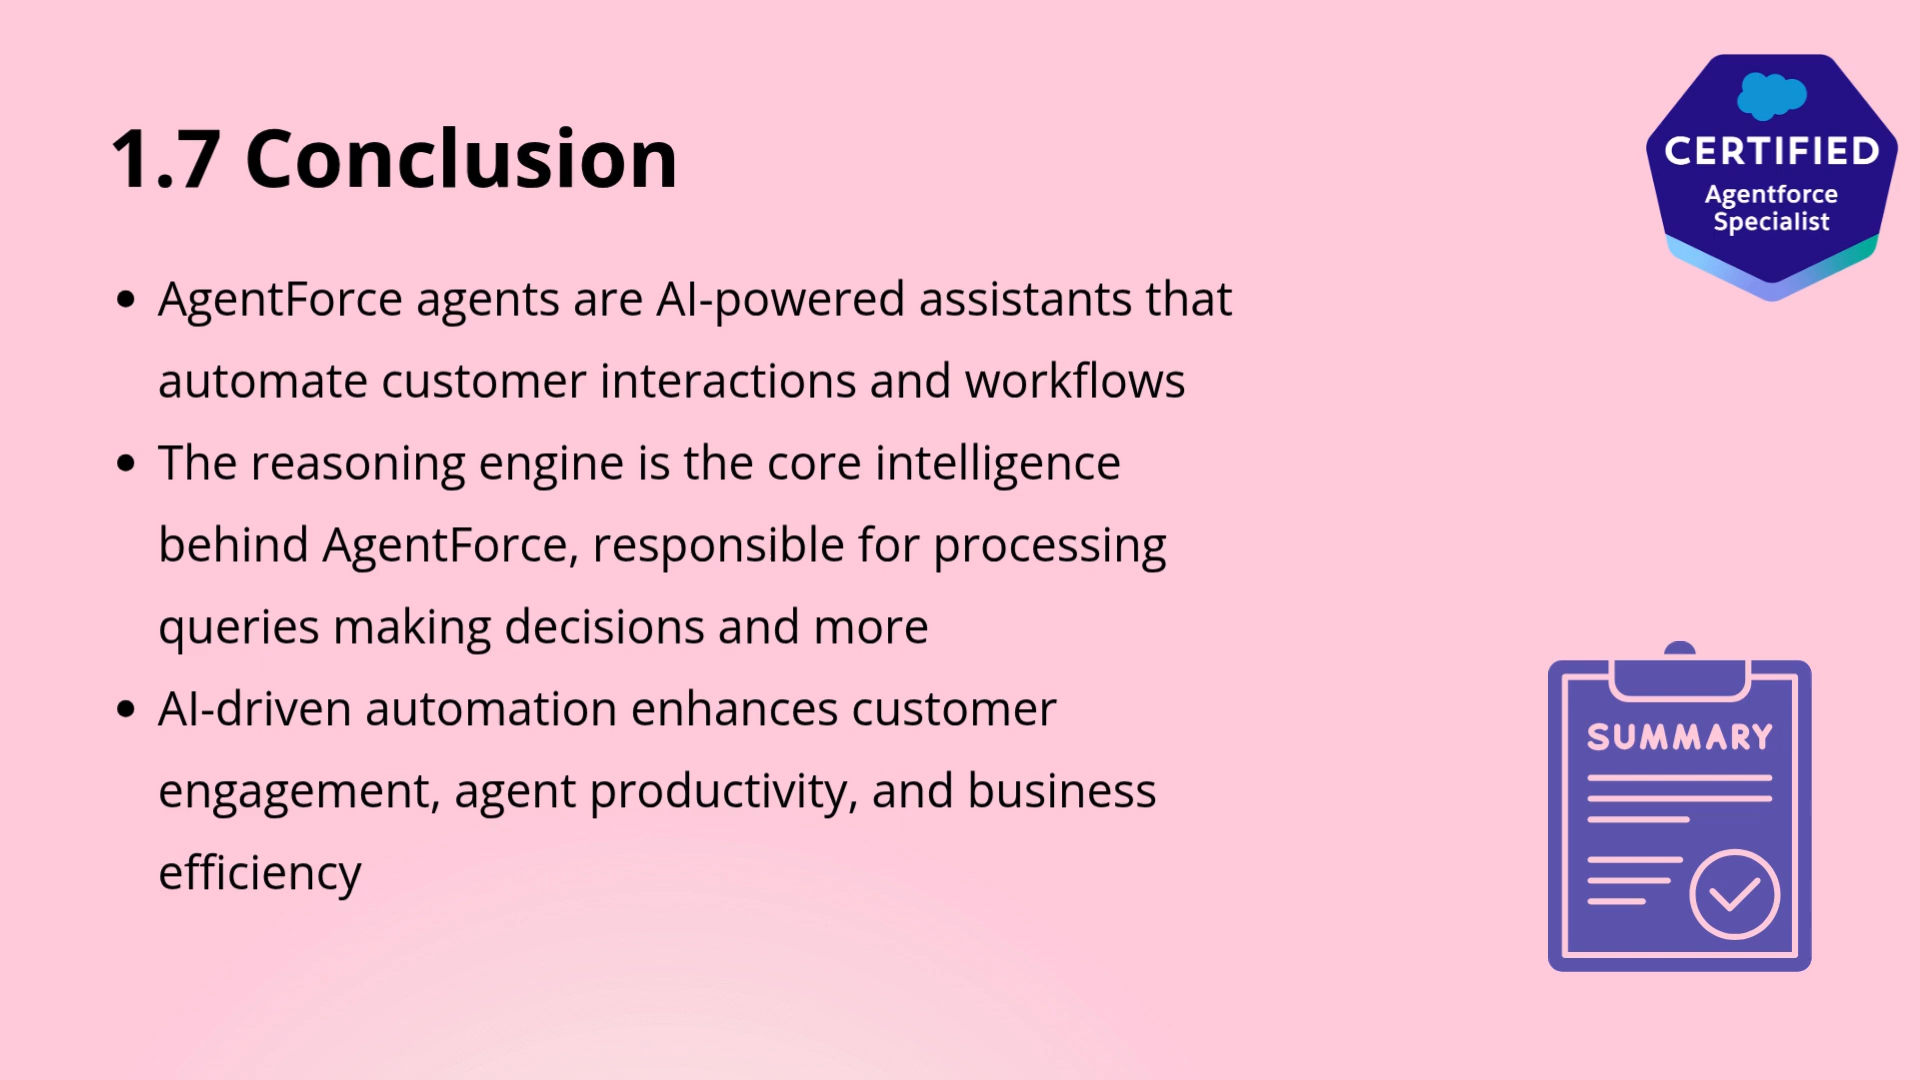 1.7 Conclusion
• AgentForce agents are AI-powered assistants that
automate customer interactions and workflows
• The reasoning engine is the core intelligence
behind AgentForce, responsible for processing
queries making decisions and more
• AI-driven automation enhances customer
engagement, agent productivity, and business
efficiency
CERTIFIED
Agentforce
Specialist
SUMMARY